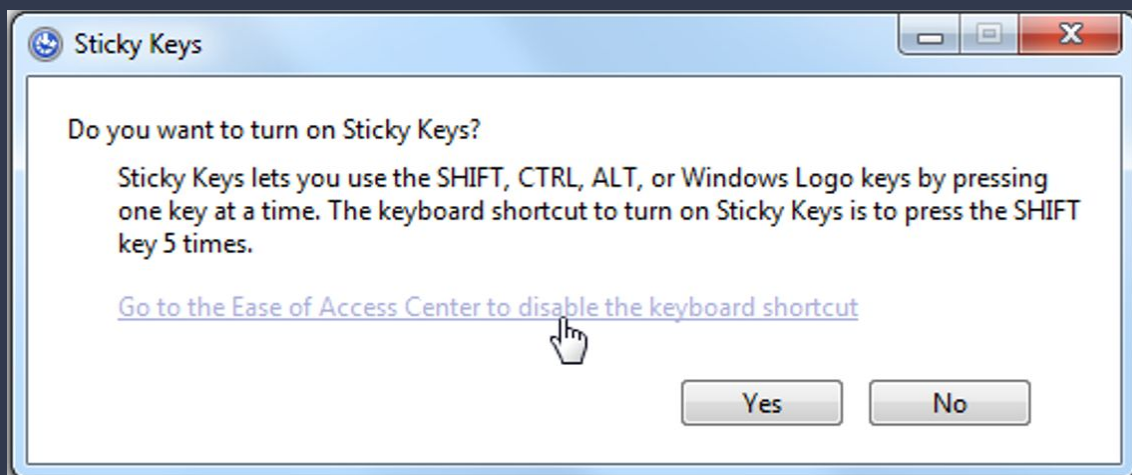 Sticky Keys
Do you want to turn on Sticky Keys?
Sticky Keys lets you use the SHIFT, CTRL, ALT, or Windows Logo keys by pressing
one key at a time. The keyboard shortcut to turn on Sticky Keys is to press the SHIFT
key 5 times.
Go to the Ease of Access Center to disable the keyboard shortcut
Yes No